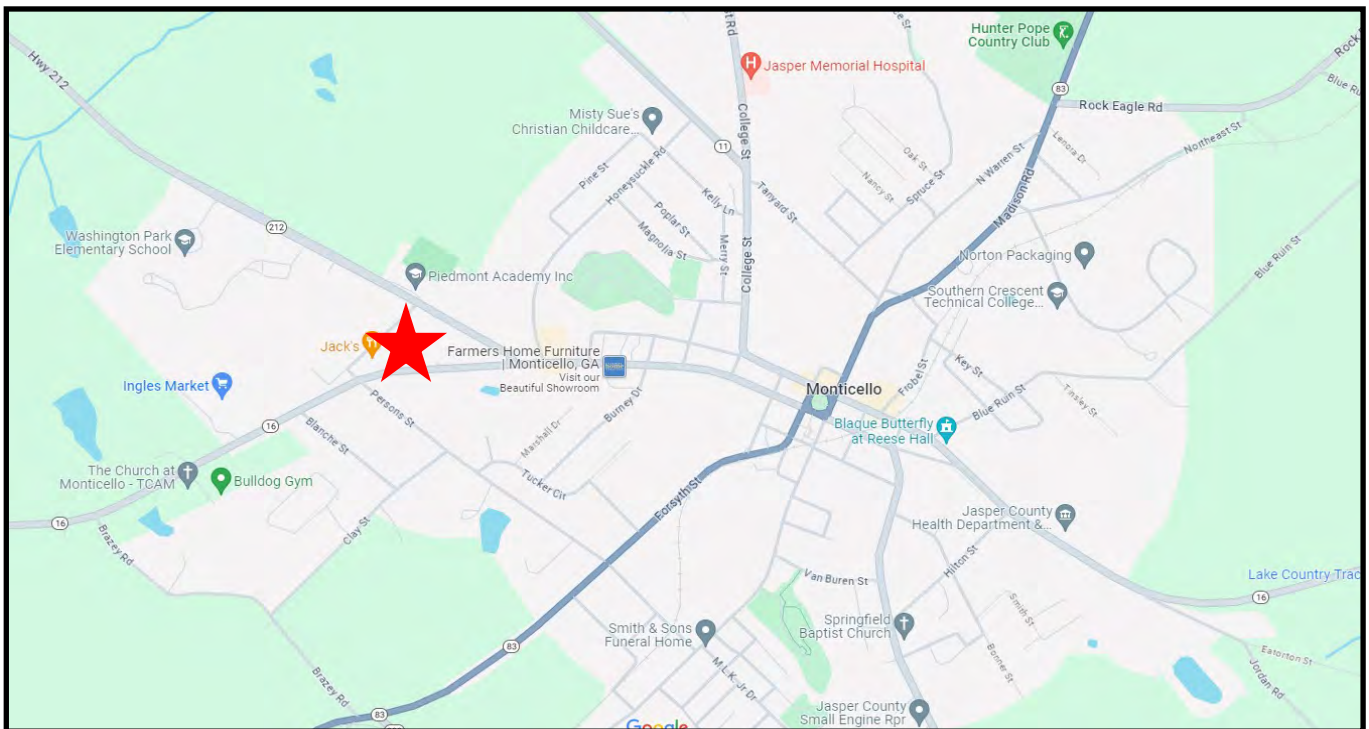 Hwy 212
st Rd
Hunter Pope
Country Club
Rock
Blue Ru
Jasper Memorial Hospital
83
Rock Eagle Rd
Misty Sue's
Christian Childcare...
College St
11
Oak St
Lenora Dr
Northeast St
Pine St
Honeysuckle Rd
Nancy St
Spruce St
N Warren St
Kelly Ln
Tanyard St
Madison Rd
Poplar St
Magnolia St
Merry St
212
Washington Park
Elementary School
College St
Norton Packaging
Blue Ruin St
Piedmont Academy Inc
Southern Crescent
Technical College...
Jack's
Farmers Home Furniture
| Monticello, GA
Visit our
Beautiful Showroom
Ingles Market
Monticello
Frobel St
Key St
Tinsley St
Blue Ruin St
Persons St
Burney Dr
Marshall Dr
Blaque Butterfly
at Reese Hall
16
Blanche St
The Church at
Monticello - TCAM
Bulldog Gym
Tucker Cir
Forsyth St
Jasper County
Health Department &...
16
Brazey Rd
Clay St
Hilton St
Van Buren St
Lake Country Trac
16
Smith St
Springfield
Baptist Church
Smith & Sons
Funeral Home
83
Bonner St
Eatonton St
Jordan Rd
M.L.K. Jr Dr
Brazey Rd
83
Jasper County
Small Engine Rpr
Google